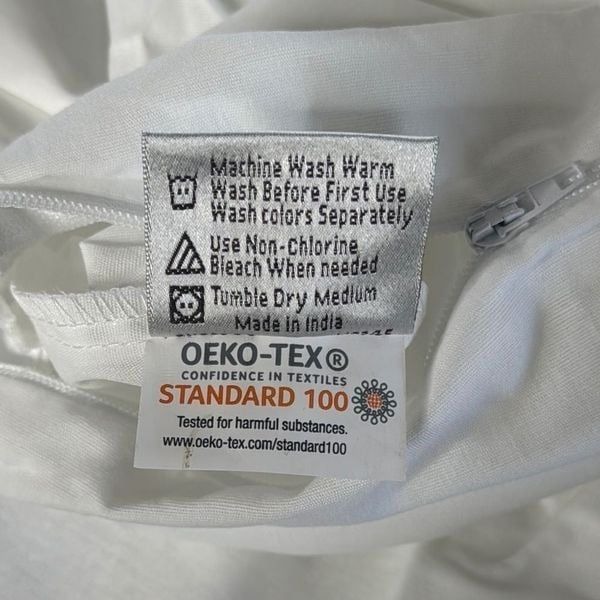 Machine Wash Warm
Wash Before First Use
Wash colors Separately
Use Non-Chlorine
Bleach When needed
Tumble Dry Medium
Made in India
OEKO-TEX®
CONFIDENCE IN TEXTILES
STANDARD 100
Tested for harmful substances.
www.oeko-tex.com/standard100